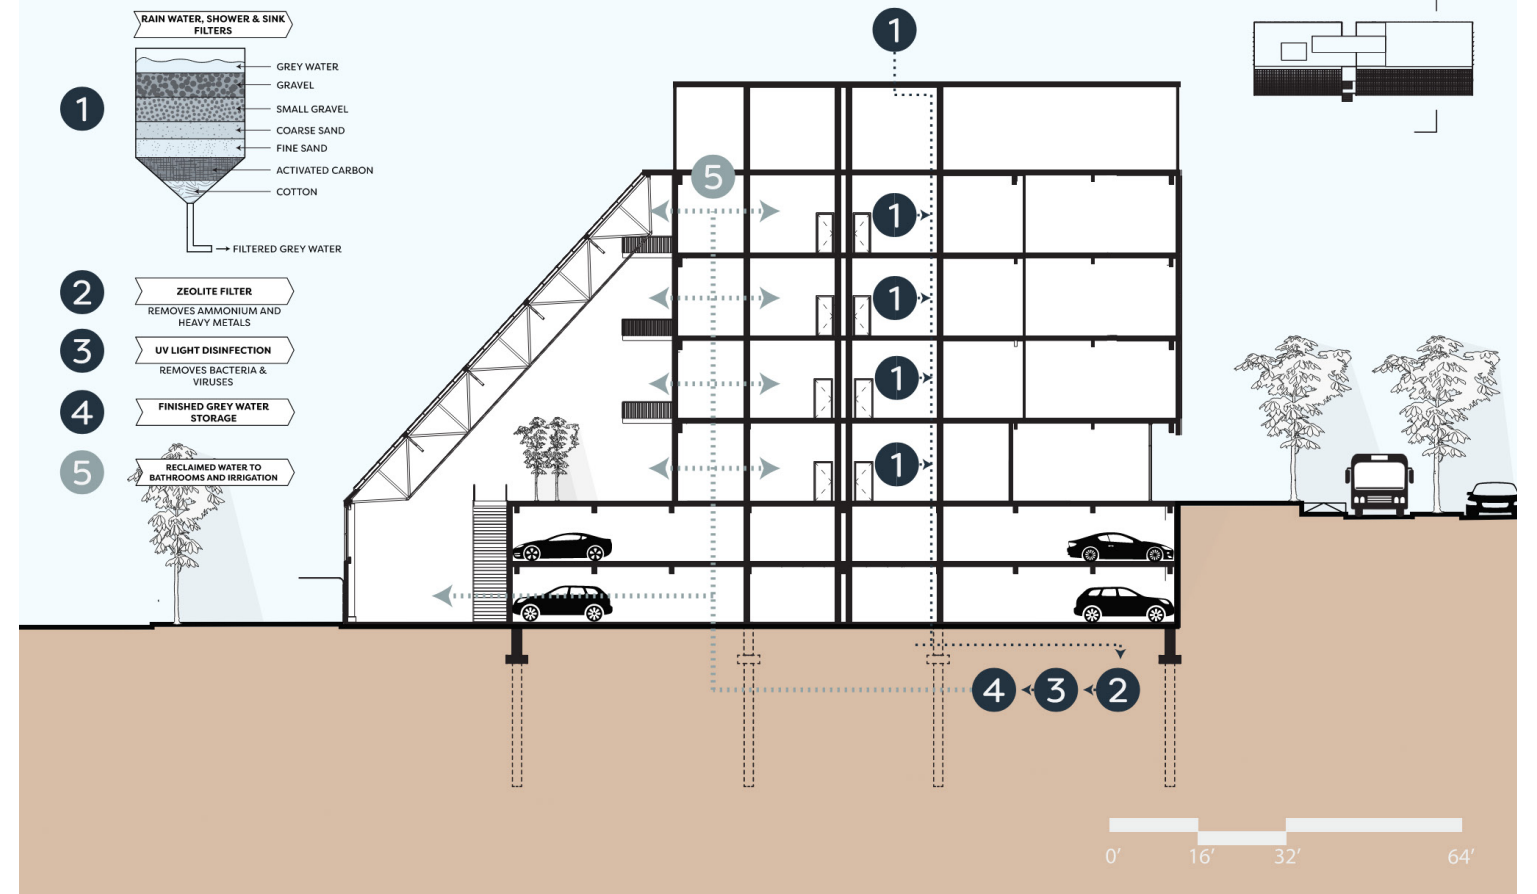 RAIN WATER, SHOWER & SINK
FILTERS
1
GREY WATER
GRAVEL
SMALL GRAVEL
COARSE SAND
FINE SAND
ACTIVATED CARBON
COTTON
FILTERED GREY WATER
2
ZEOLITE FILTER
REMOVES AMMONIUM AND
HEAVY METALS
3
UV LIGHT DISINFECTION
REMOVES BACTERIA &
VIRUSES
4
FINISHED GREY WATER
STORAGE
5
RECLAIMED WATER TO
BATHROOMS AND IRRIGATION
1
5
1
1
1
1
4
3
2
0' 16' 32' 64'